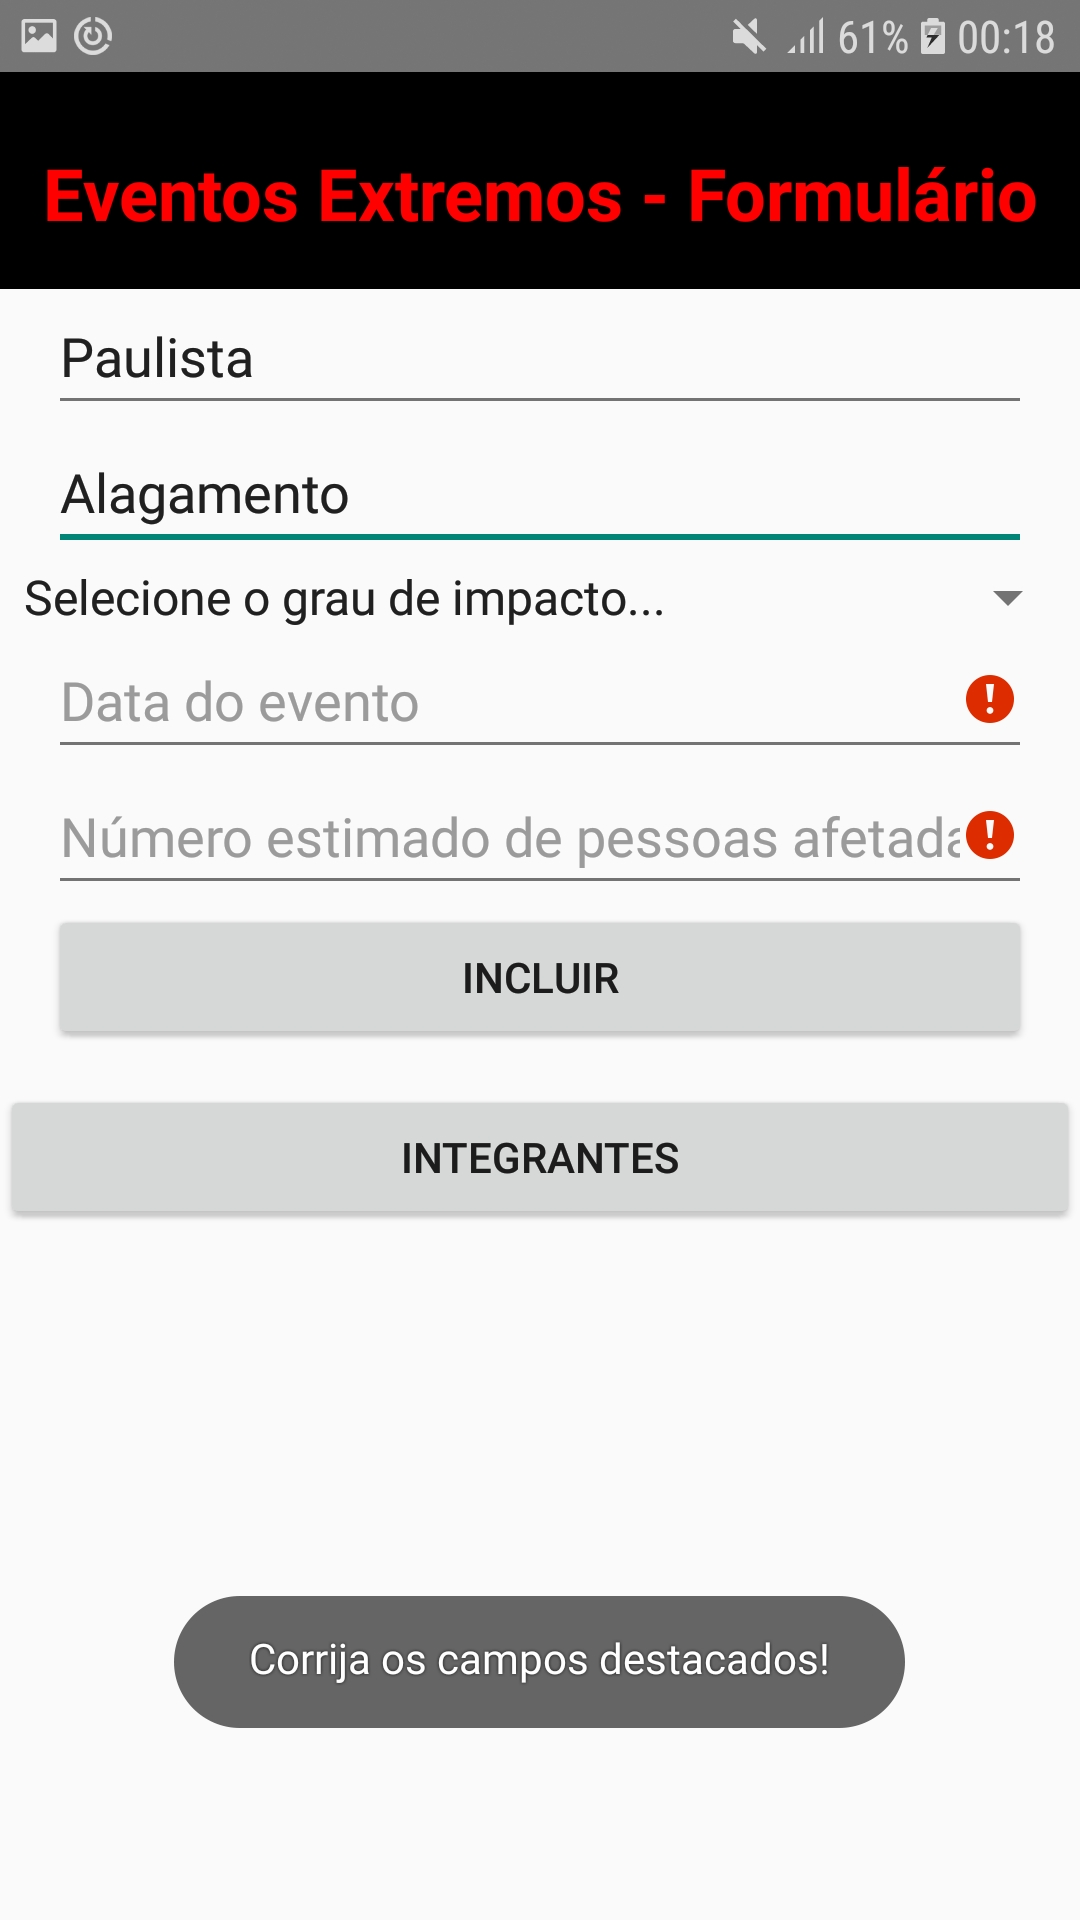 61% 00:18
Eventos Extremos - Formulário
Paulista
Alagamento
Selecione o grau de impacto...
Data do evento
Número estimado de pessoas afetada
INCLUIR
INTEGRANTES
Corrija os campos destacados!